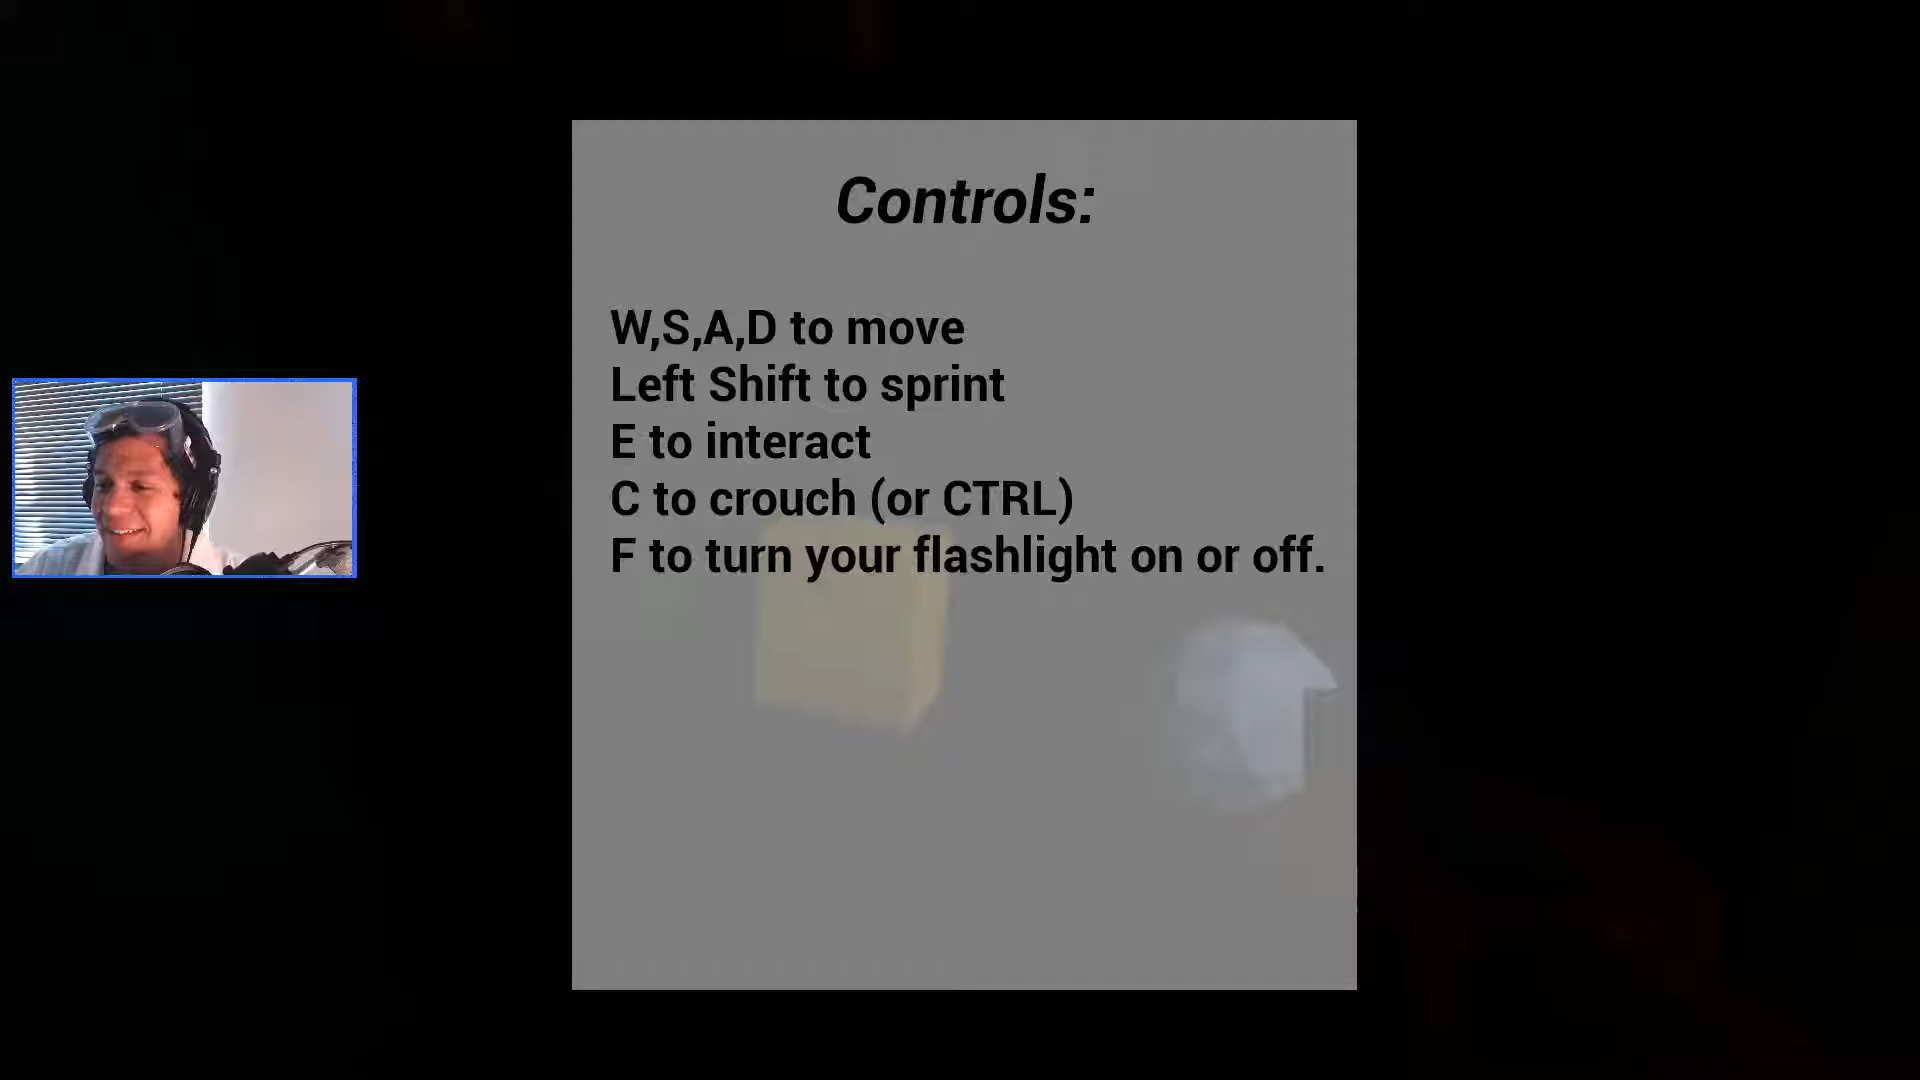 Controls:
W,S,A,D to move
Left Shift to sprint
E to interact
C to crouch (or CTRL)
F to turn your flashlight on or off.